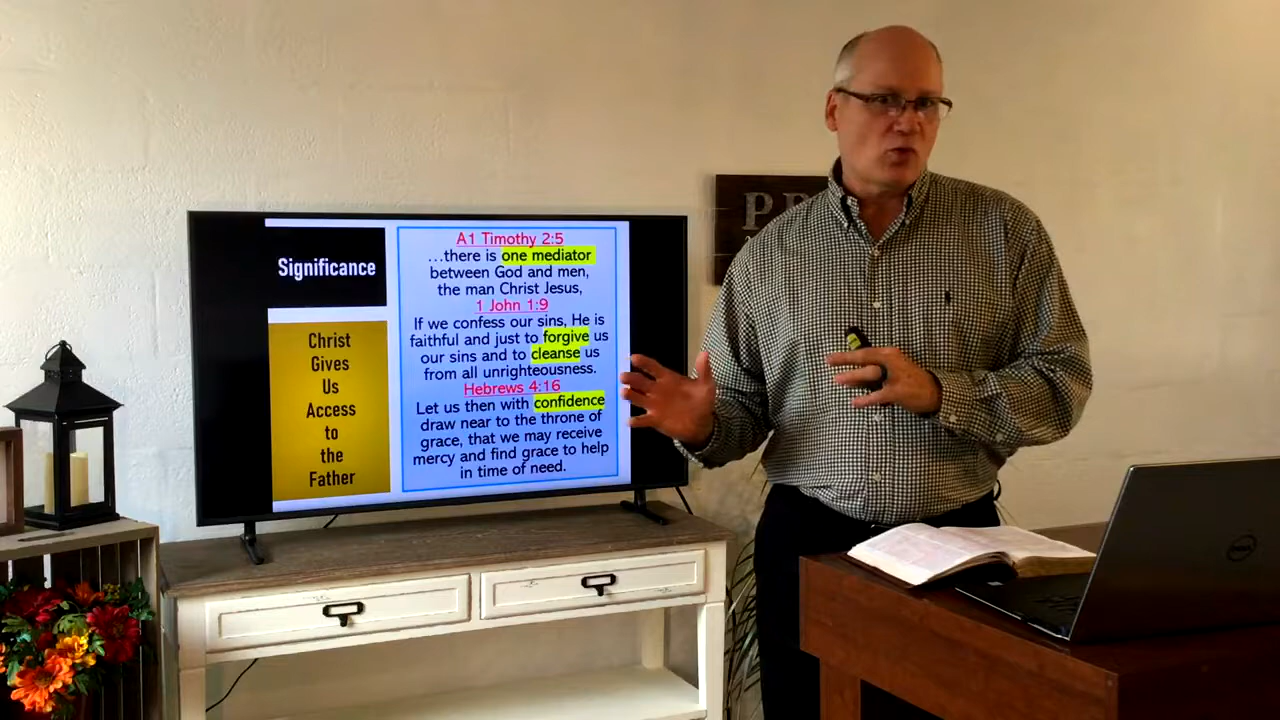 Significance
Christ
Gives
Us
Access
to
the
Father
A1 Timothy 2:5
…there is one mediator
between God and men,
the man Christ Jesus,
1 John 1:9
If we confess our sins, He is
faithful and just to forgive us
our sins and to cleanse us
from all unrighteousness.
Hebrews 4:16
Let us then with confidence
draw near to the throne of
grace, that we may receive
mercy and find grace to help
in time of need.
DELL